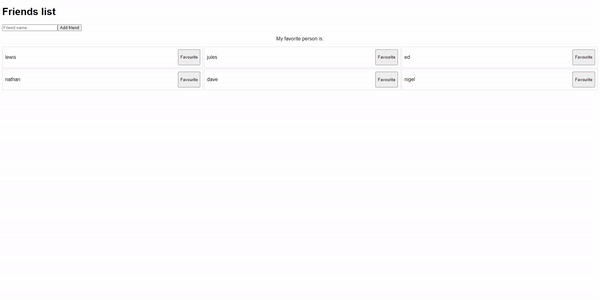 Friends list
Friend name
Add friend
My favorite person is:
lewis Favourite jules Favourite ed Favourite
nathan Favourite dave Favourite nigel Favourite